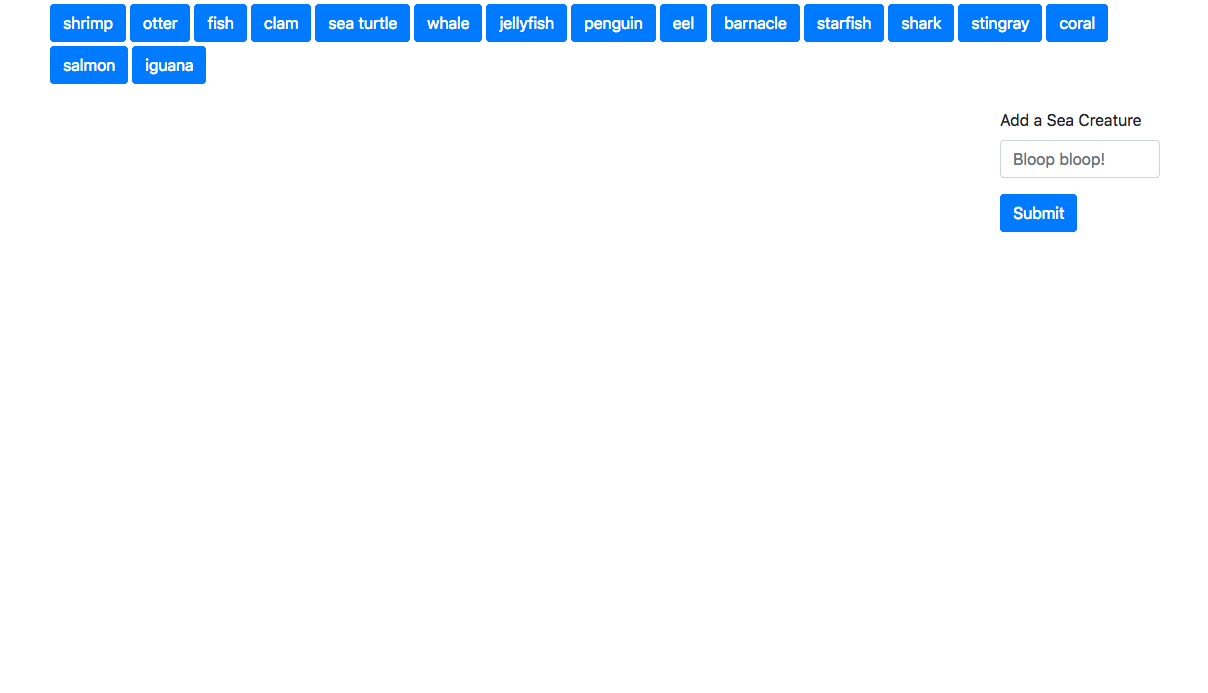 shrimp otter fish clam sea turtle whale jellyfish penguin eel barnacle starfish shark stingray coral
salmon iguana
Add a Sea Creature
Bloop bloop!
Submit